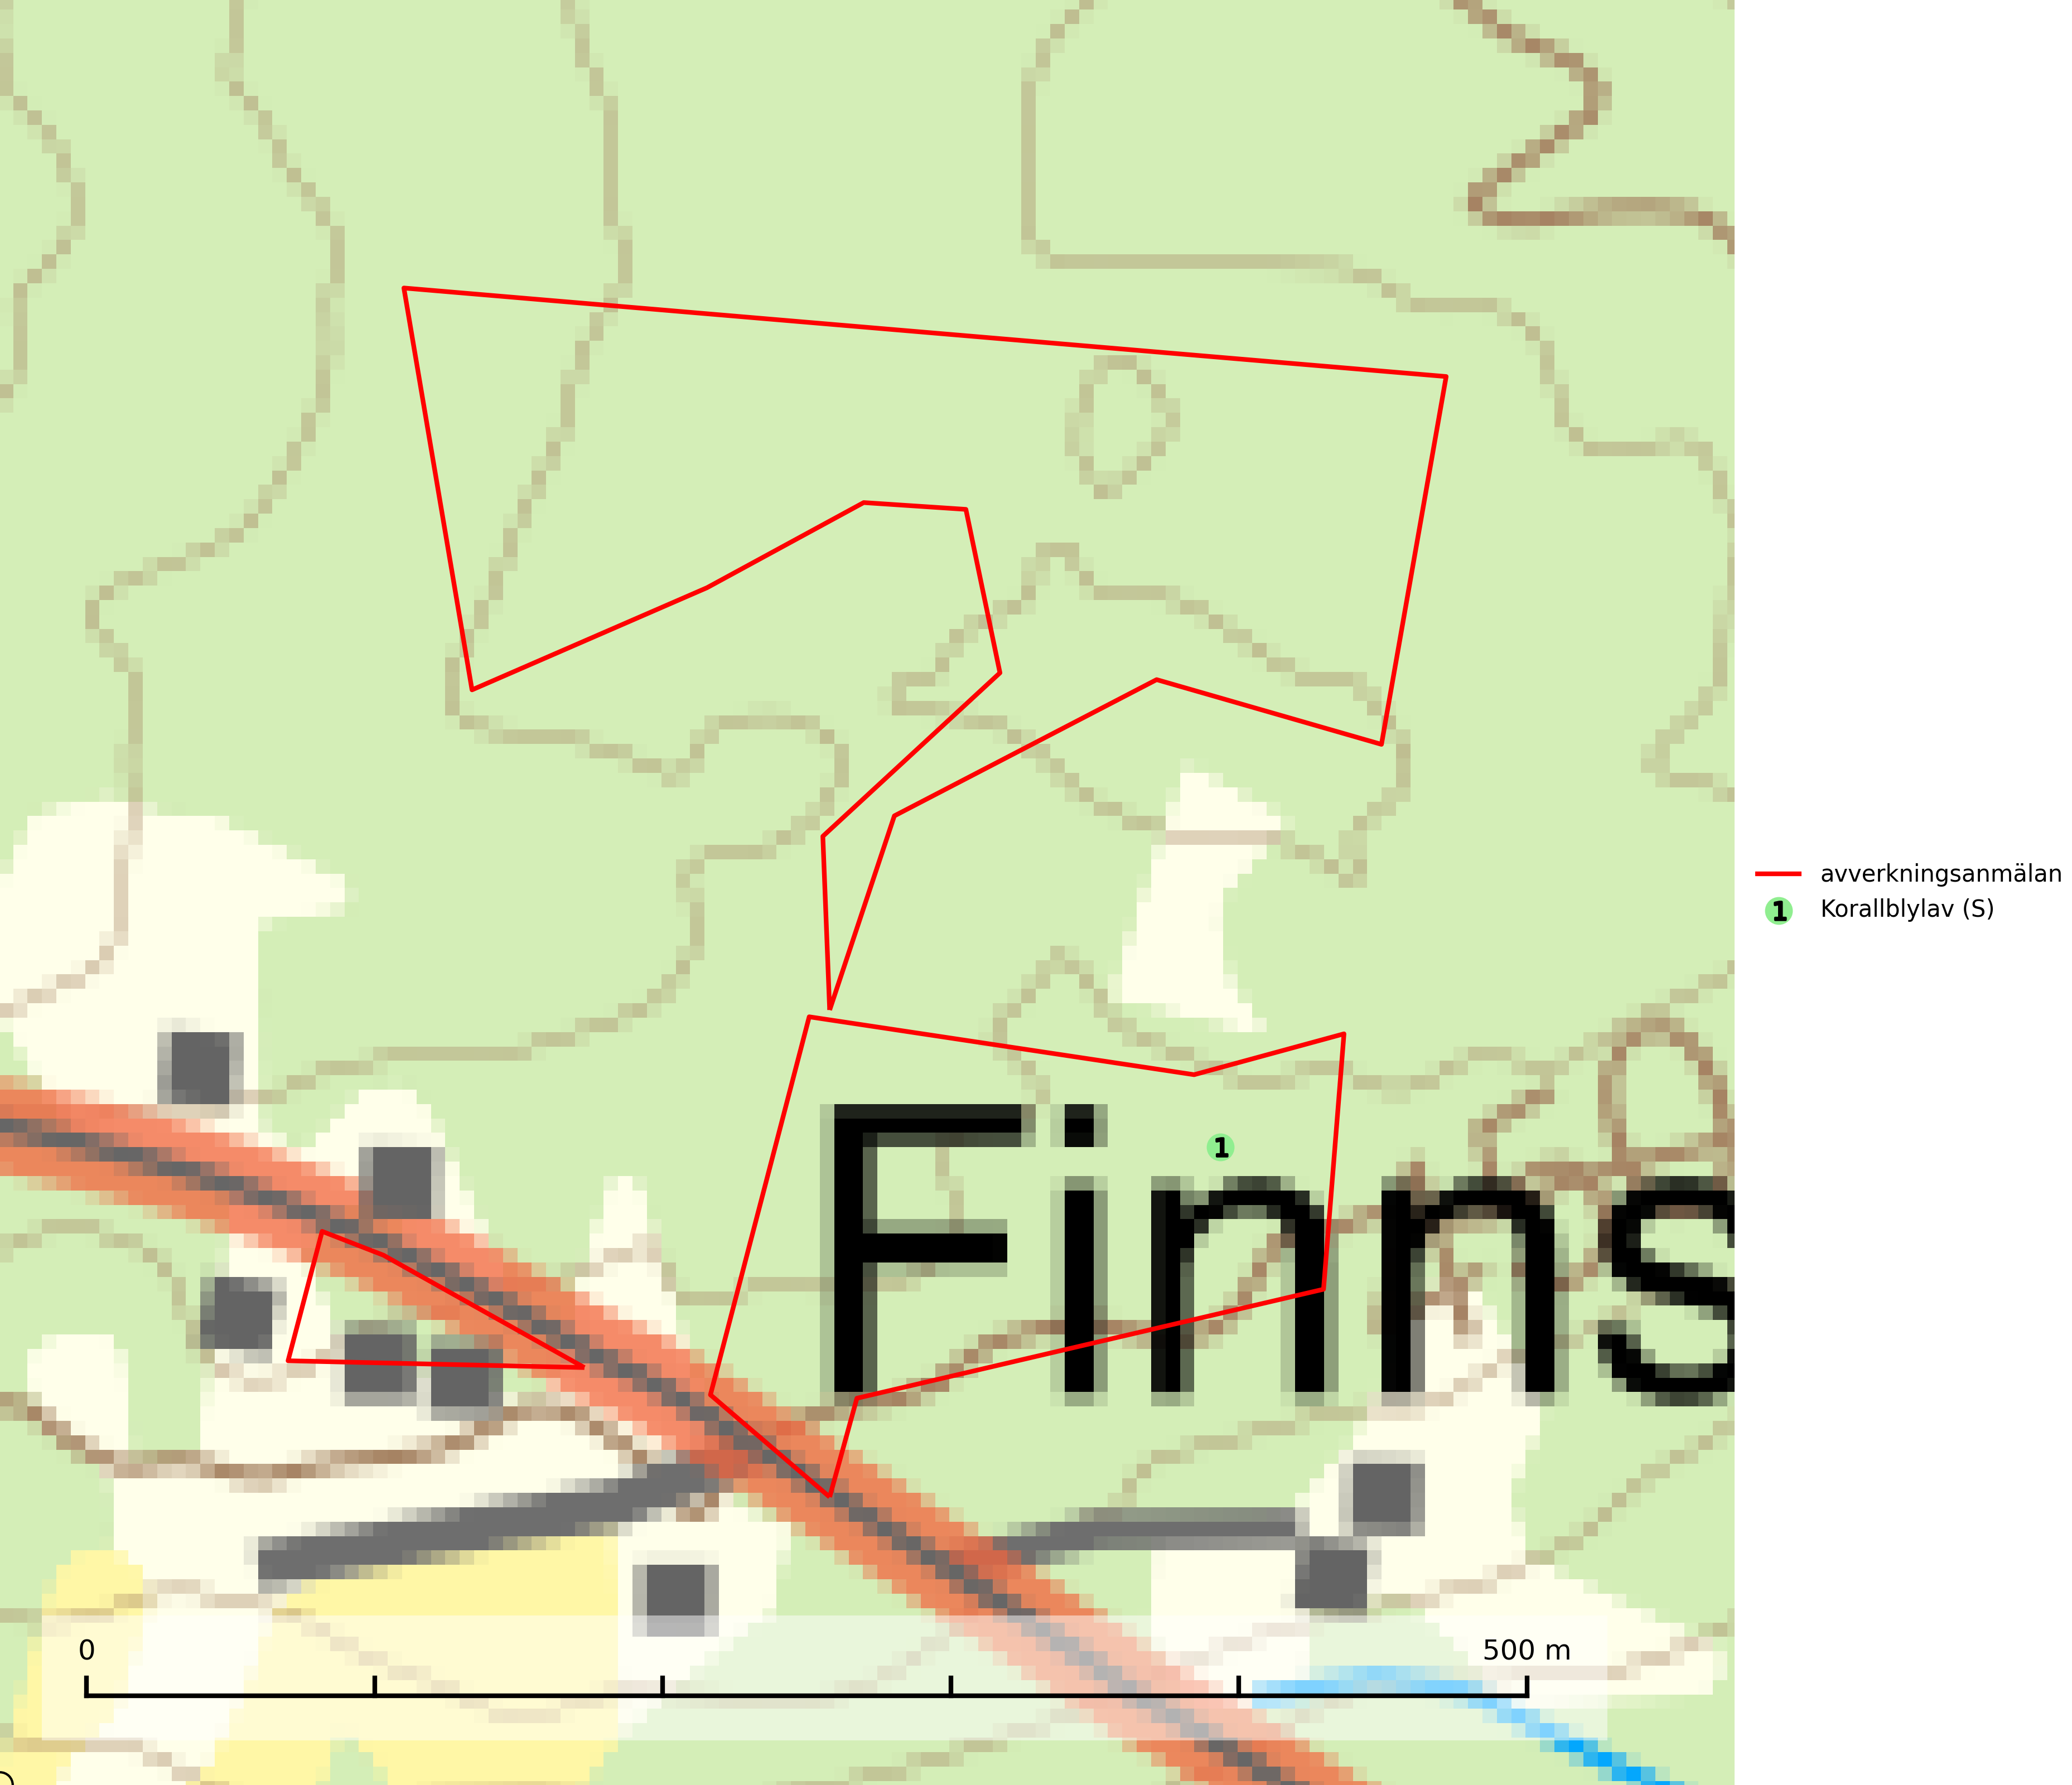 avverkningsanmälan
1 Korallblylav (S)
1
Finns
0 500 m